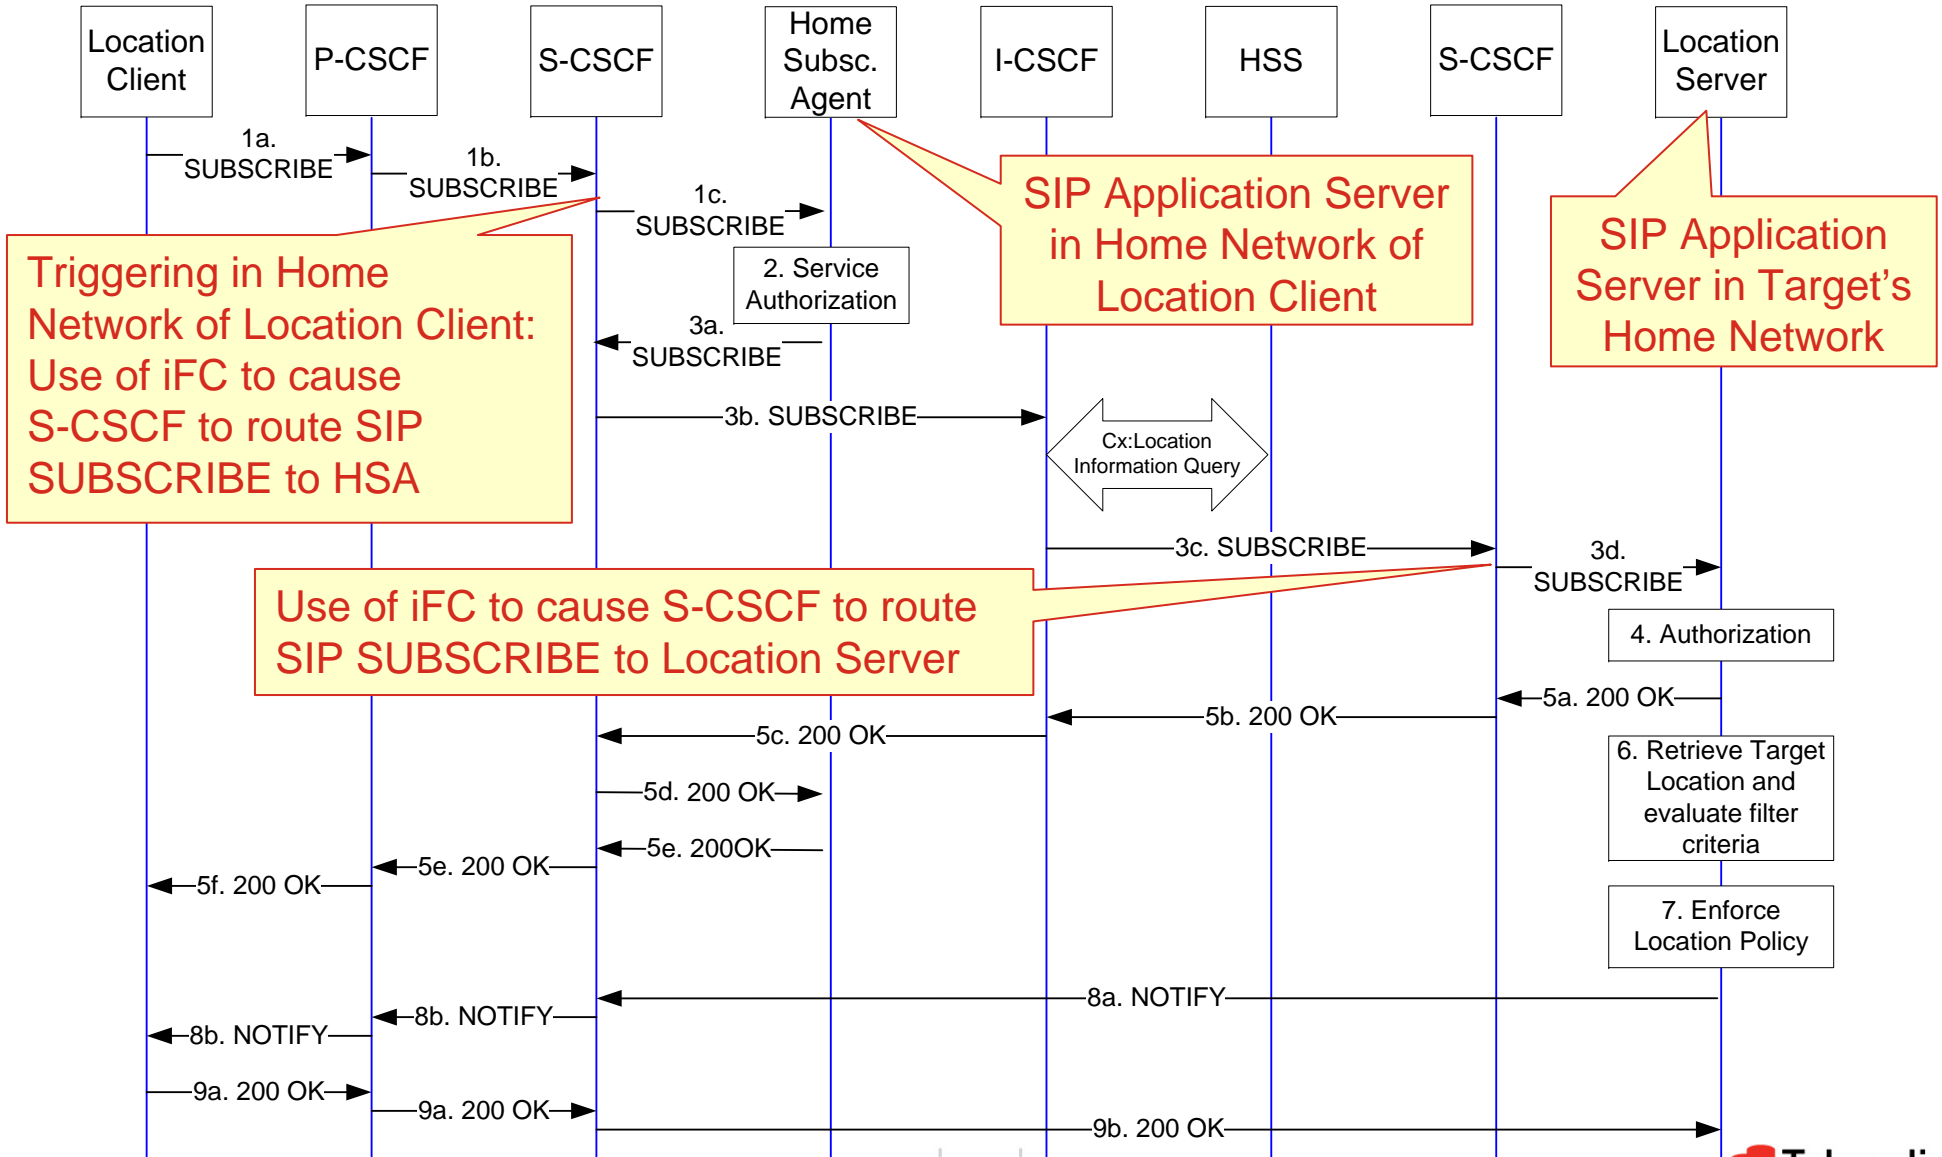 Location
Client
P-CSCF
S-CSCF
Home
Subsc.
Agent
I-CSCF
HSS
S-CSCF
Location
Server
1a.
SUBSCRIBE
1b.
SUBSCRIBE
1c.
SUBSCRIBE
SIP Application Server
in Home Network of
Location Client
SIP Application
Server in Target's
Home Network
Triggering in Home
Network of Location Client:
Use of iFC to cause
S-CSCF to route SIP
SUBSCRIBE to HSA
2. Service
Authorization
3a.
SUBSCRIBE
3b. SUBSCRIBE
Cx:Location
Information Query
3c. SUBSCRIBE
3d.
SUBSCRIBE
Use of iFC to cause S-CSCF to route
SIP SUBSCRIBE to Location Server
4. Authorization
5a. 200 OK
5b. 200 OK
5c. 200 OK
6. Retrieve Target
Location and
evaluate filter
criteria
5d. 200 OK
5e. 200OK
5e. 200 OK
5f. 200 OK
7. Enforce
Location Policy
8a. NOTIFY
8b. NOTIFY
8b. NOTIFY
9a. 200 OK
9a. 200 OK
9b. 200 OK